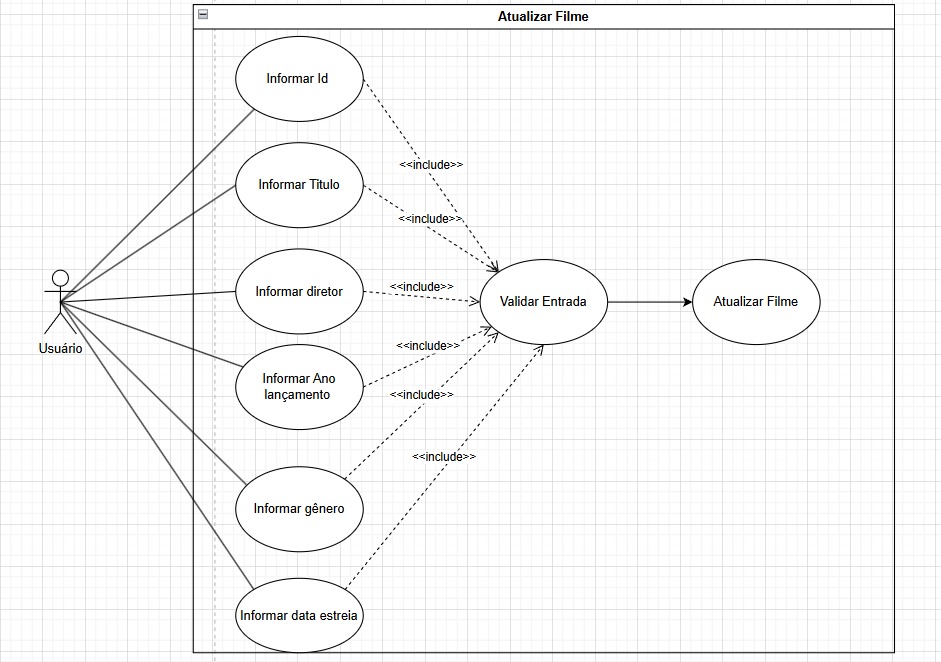 Atualizar Filme
Informar Id
<<include>>
Informar Titulo
<<include>>
Informar diretor
<<include>>
Validar Entrada
Atualizar Filme
Usuário
<<include>>
Informar Ano
lançamento
<<include>>
<<include>>
Informar gênero
Informar data estreia